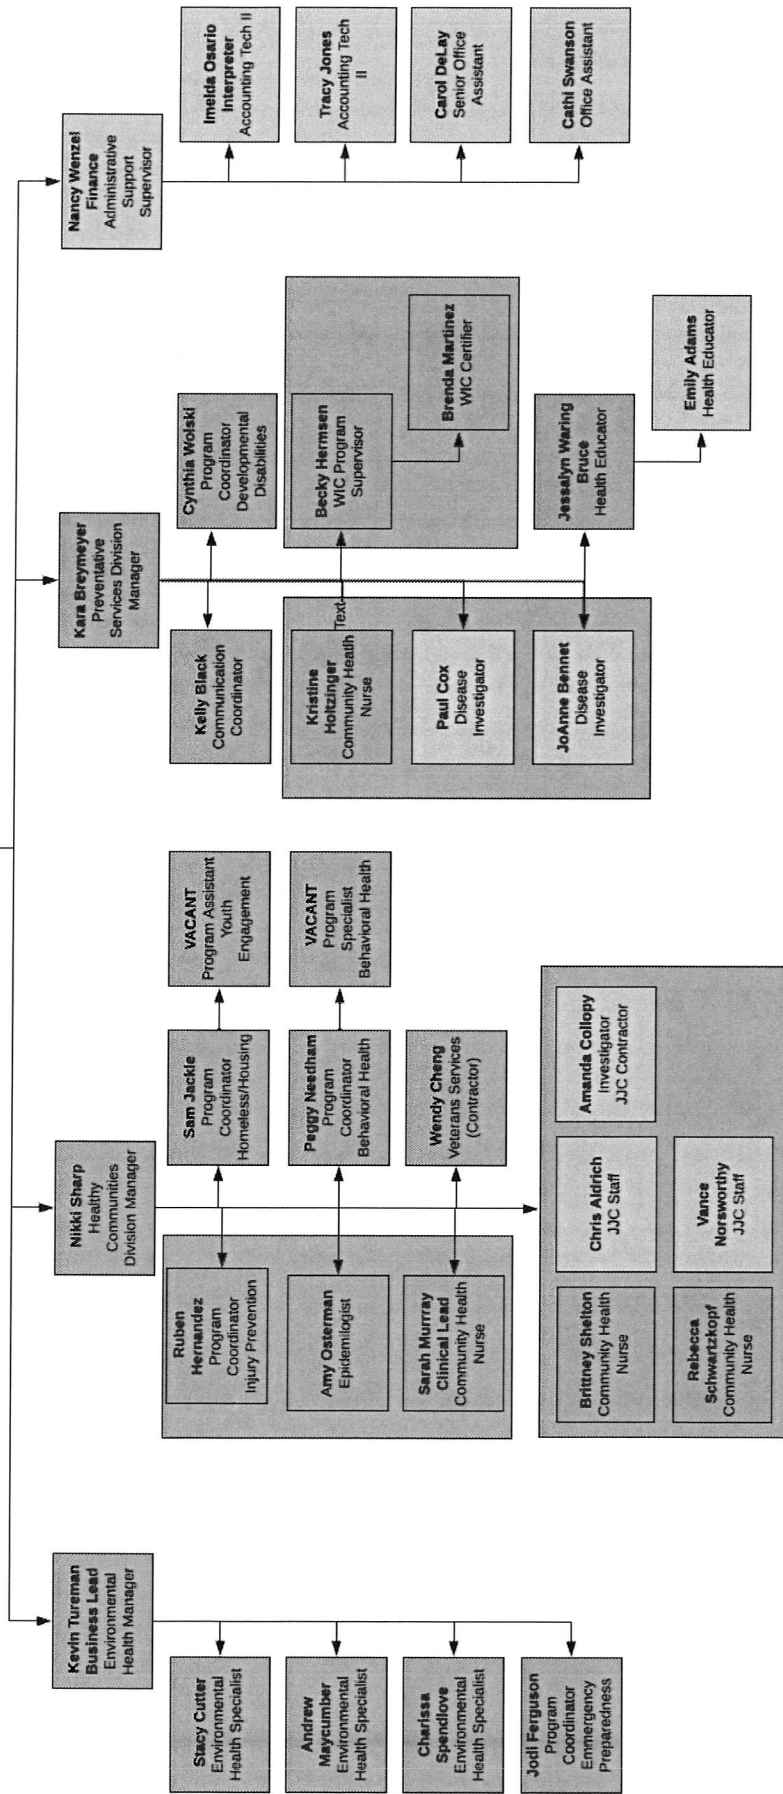 Kevin Tureman
Business Lead
Environmental
Health Manager
Stacy Cutter
Environmental
Health Specialist
Andrew
Maycumber
Environmental
Health Specialist
Charissa
Spendlove
Environmental
Health Specialist
Jodi Ferguson
Program
Coordinator
Emmergency
Preparedness
Nikki Sharp
Healthy
Communities
Division Manager
Ruben
Hernandez
Program
Coordinator
Injury Prevention
Sam Jackle
Program
Coordinator
Homeless/Housing
VACANT
Program Assistant
Youth
Engagement
Amy Osterman
Epidemilogist
Peggy Needham
Program
Coordinator
Behavioral Health
VACANT
Program
Specialist
Behavioral Health
Sarah Murrray
Clinical Lead
Community Health
Nurse
Wendy Cheng
Veterans Services
(Contractor)
Brittney Shelton
Community Health
Nurse
Chris Aldrich
JJC Staff
Amanda Collopy
Investigator
JJC Contractor
Rebecca
Schwartzkopf
Community Health
Nurse
Vance
Norsworthy
JJC Staff
Kara Breymeyer
Preventative
Services Division
Manager
Kelly Black
Communication
Coordinator
Cynthia Wolski
Program
Coordinator
Developmental
Disabilities
Kristine
Holtzinger
Community Heath
Nurse
Text
Becky Hermsen
WIC Program
Supervisor
Brenda Martinez
WIC Certifier
Paul Cox
Disease
Investigator
JoAnne Bennet
Disease
Investigator
Jessalyn Waring
Bruce
Health Educator
Emily Adams
Health Educator
Nancy Wenzel
Finance
Administrative
Support
Supervisor
Imelda Osario
Interpreter
Accounting Tech II
Tracy Jones
Accounting Tech
II
Carol DeLay
Senior Office
Assistant
Cathi Swanson
Office Assistant